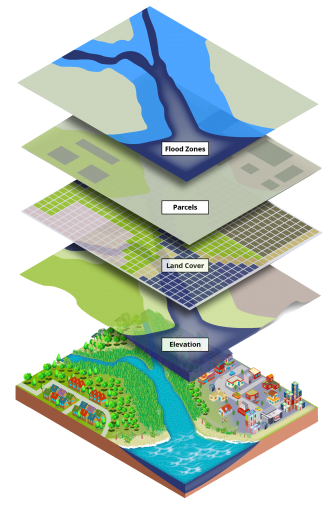 Flood Zones
Parcels
Land Cover
Elevation